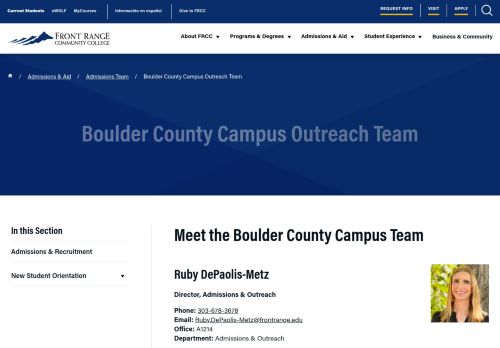 Current Students eWOLF MyCourses Información en español Give to FRCC REQUEST INFO VISIT APPLY
FRONT RANGE
COMMUNITY COLLEGE
About FRCC Programs & Degrees Admissions & Aid Student Experience Business & Community
/ Admissions & Aid / Admissions Team / Boulder County Campus Outreach Team
Boulder County Campus Outreach Team
In this Section
Admissions & Recruitment
New Student Orientation
Meet the Boulder County Campus Team
Ruby DePaolis-Metz
Director, Admissions & Outreach
Phone: 303-678-3678
Email: Ruby.DePaolis-Metz@frontrange.edu
Office: A1214
Department: Admissions & Outreach